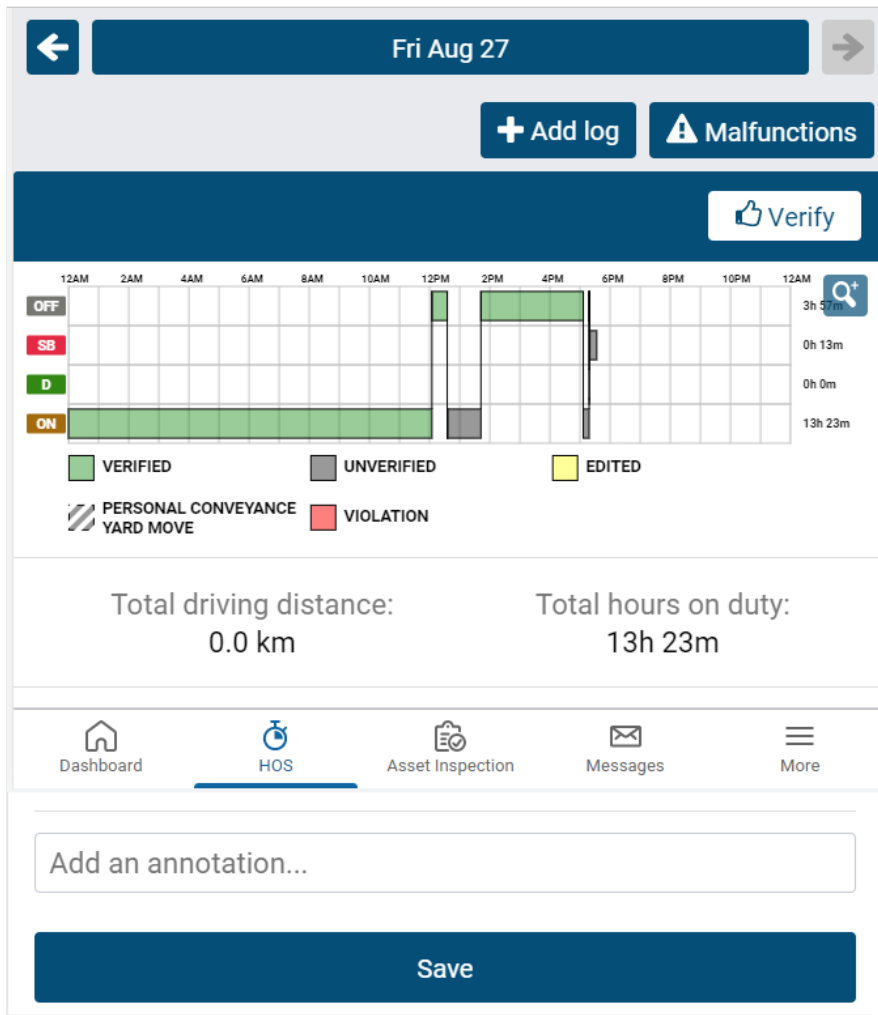 Fri Aug 27
Add log
Malfunctions
Verify
12AM 2AM 4AM 6AM 8AM 10AM 12PM 2PM 4PM 6PM 8PM 10PM 12AM
OFF 3h 57m
SB 0h 13m
D 0h 0m
ON 13h 23m
VERIFIED UNVERIFIED EDITED
PERSONAL CONVEYANCE
YARD MOVE
VIOLATION
Total driving distance: Total hours on duty:
0.0 km 13h 23m
Dashboard HOS Asset Inspection Messages More
Add an annotation...
Save